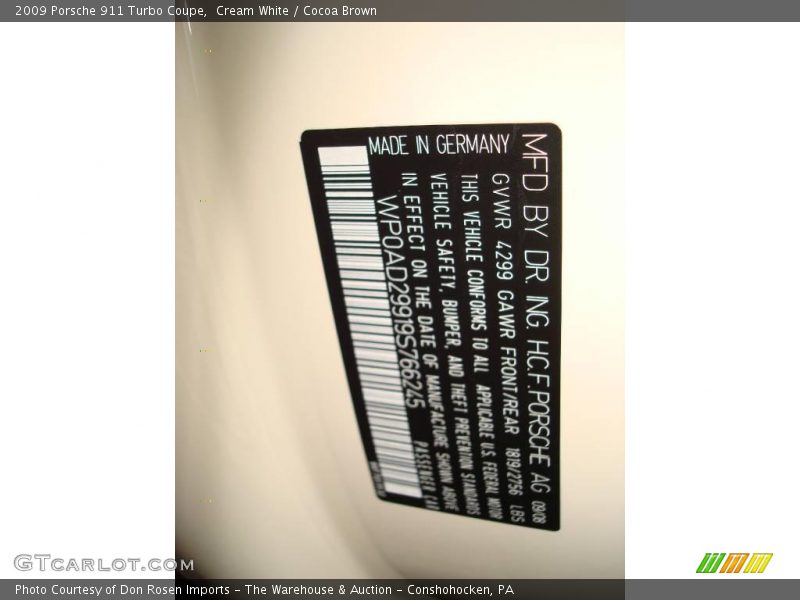 2009 Porsche 911 Turbo Coupe,  Cream White / Cocoa Brown
MFD BY DR. ING. H.C.F. PORSCHE AG 09/08
GVWR 4299 GAWR FRONT/REAR 1819/2756 LBS
THIS VEHICLE CONFORMS TO ALL APPLICABLE U.S. FEDERAL MOTOR
VEHICLE SAFETY, BUMPER, AND THEFT PREVENTION STANDARDS
IN EFFECT ON THE DATE OF MANUFACTURE SHOWN ABOVE
WP0AD29919S766245 PASSENGER CAR
MADE IN GERMANY
GTCARLOT.COM
Photo Courtesy of Don Rosen Imports - The Warehouse & Auction - Conshohocken, PA